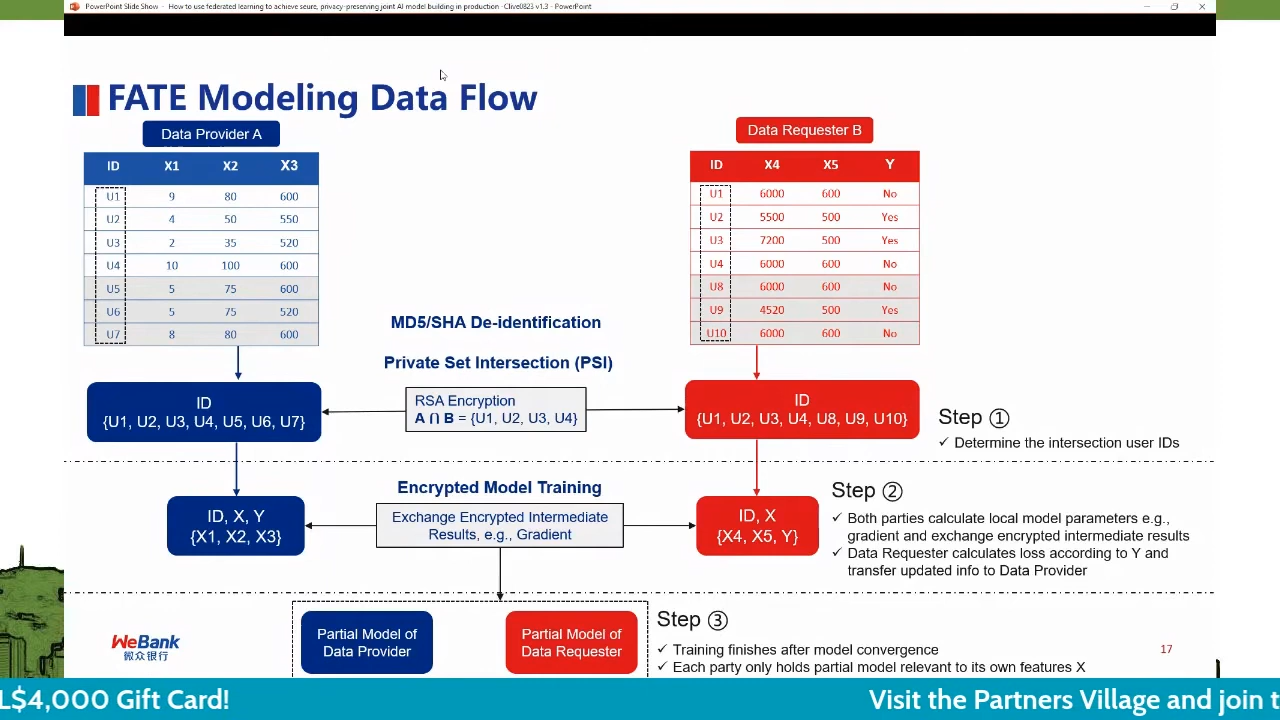 PowerPoint Slide Show - How to use federated learning to achieve seure, privacy-preserving joint AI model building in production -Clive0823 v1.3 - PowerPoint
FATE Modeling Data Flow
Data Provider A
ID X1 X2 X3
U1 9 80 600
U2 4 50 550
U3 2 35 520
U4 10 100 600
U5 5 75 600
U6 5 75 520
U7 8 80 600
Data Requester B
ID X4 X5 Y
U1 6000 600 No
U2 5500 500 Yes
U3 7200 500 Yes
U4 6000 600 No
U8 6000 600 No
U9 4520 500 Yes
U10 6000 500 No
MD5/SHA De-identification
Private Set Intersection (PSI)
ID
{U1, U2, U3, U4, U5, U6, U7}
RSA Encryption
A ∩ B = {U1, U2, U3, U4}
ID
{U1, U2, U3, U4, U8, U9, U10}
Step ①
✓ Determine the intersection user IDs
Encrypted Model Training
ID, X, Y
{X1, X2, X3}
Exchange Encrypted Intermediate
Results, e.g., Gradient
ID, X
{X4, X5, Y}
Step ②
✓ Both parties calculate local model parameters e.g.,
gradient and exchange encrypted intermediate results
✓ Data Requester calculates loss according to Y and
transfer updated info to Data Provider
WeBank
微众银行
Partial Model of
Data Provider
Partial Model of
Data Requester
Step ③
✓ Training finishes after model convergence
✓ Each party only holds partial model relevant to its own features X
17
L$4,000 Gift Card!
Visit the Partners Village and join t